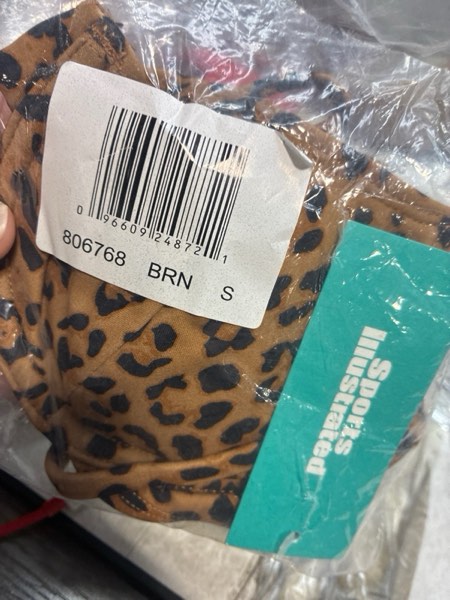 0 96609 24872 1
806768 BRN S
Sports
Illustrated